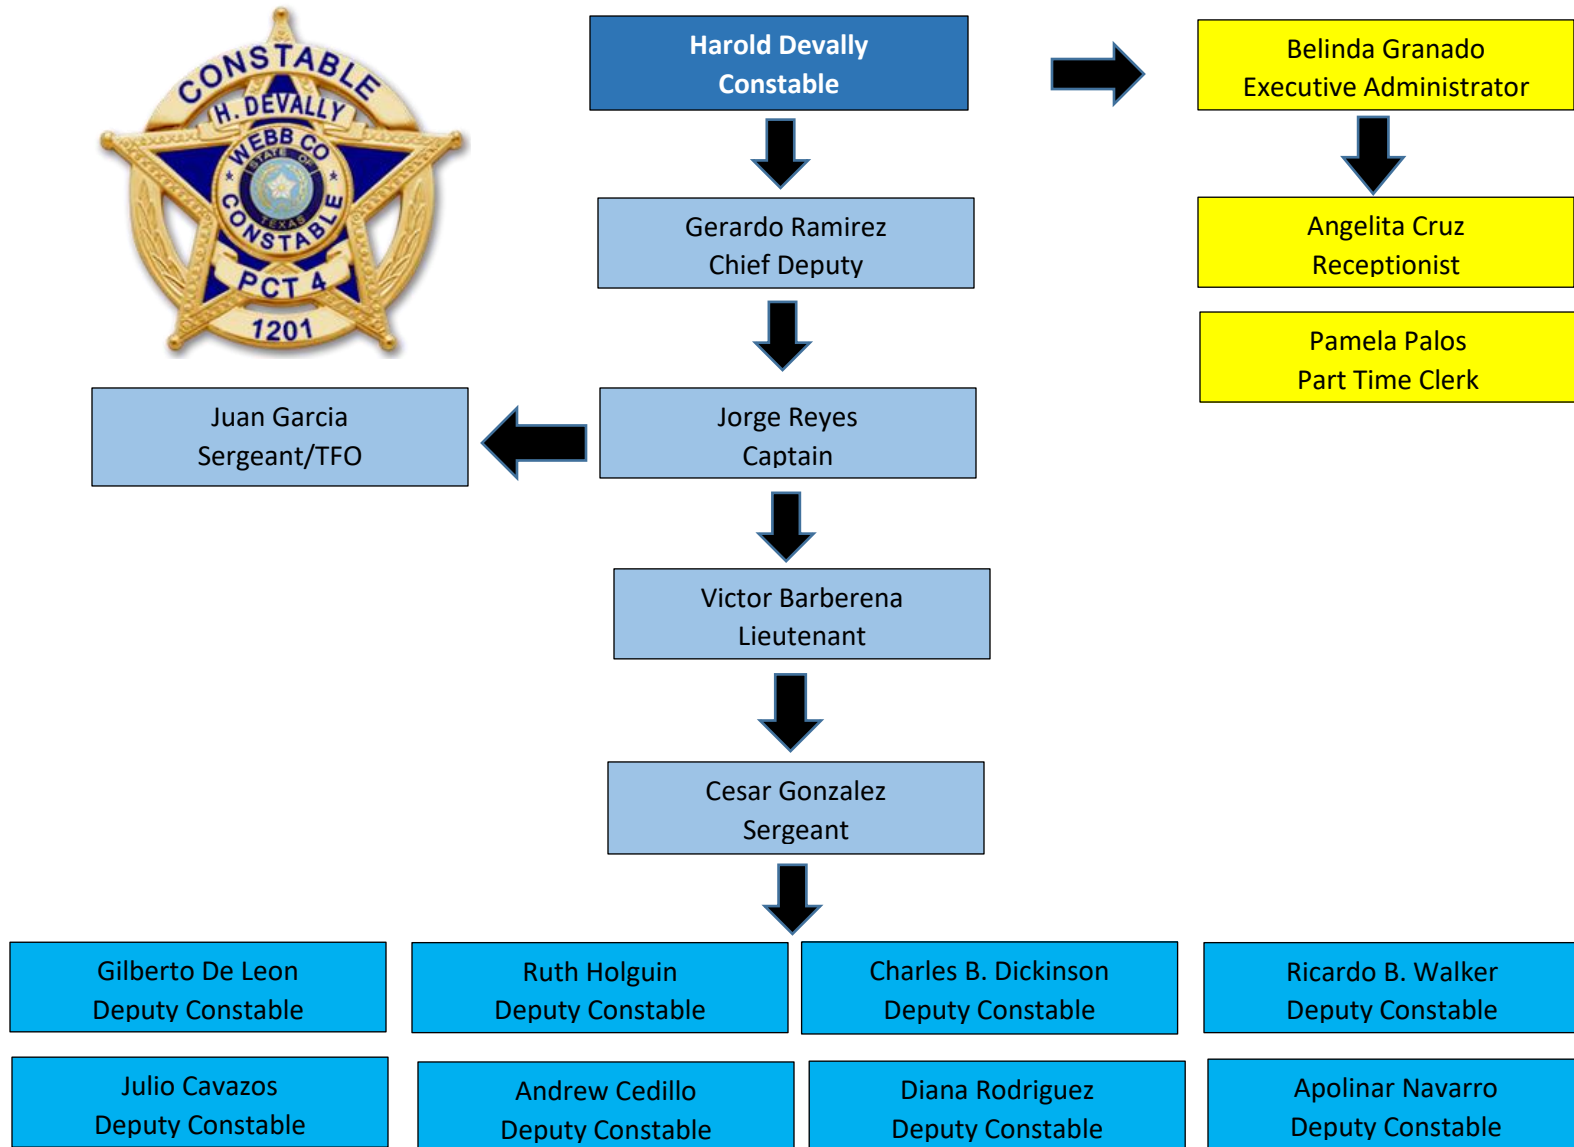 CONSTABLE
H. DEVALLY
WEBB CO
STATE OF
TEXAS
CONSTABLE
PCT 4
1201
Harold Devally
Constable
Belinda Granado
Executive Administrator
Gerardo Ramirez
Chief Deputy
Angelita Cruz
Receptionist
Pamela Palos
Part Time Clerk
Juan Garcia
Sergeant/TFO
Jorge Reyes
Captain
Victor Barberena
Lieutenant
Cesar Gonzalez
Sergeant
Gilberto De Leon
Deputy Constable
Ruth Holguin
Deputy Constable
Charles B. Dickinson
Deputy Constable
Ricardo B. Walker
Deputy Constable
Julio Cavazos
Deputy Constable
Andrew Cedillo
Deputy Constable
Diana Rodriguez
Deputy Constable
Apolinar Navarro
Deputy Constable